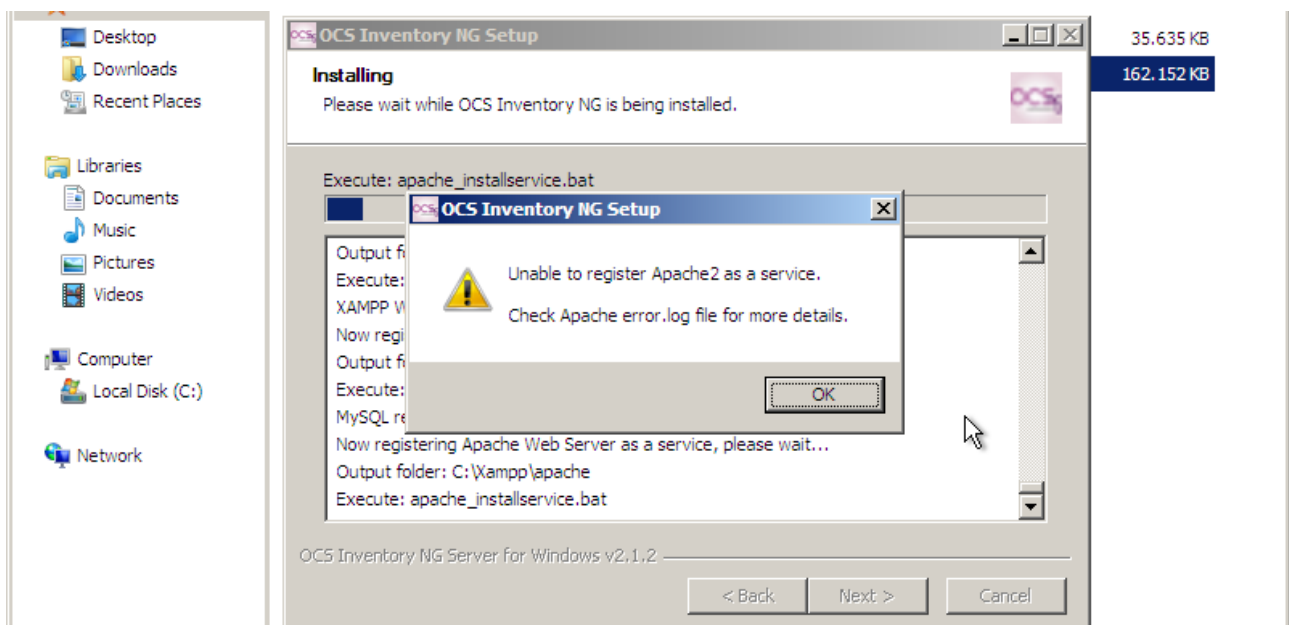 Desktop
Downloads
Recent Places
Libraries
Documents
Music
Pictures
Videos
Computer
Local Disk (C:)
Network
OCS Inventory NG Setup
Installing
Please wait while OCS Inventory NG is being installed.
OCS
Execute: apache_installservice.bat
OCS Inventory NG Setup
Unable to register Apache2 as a service.
Check Apache error.log file for more details.
OK
Output f
Execute:
XAMPP W
Now regi
Output f
Execute:
MySQL re
Now registering Apache Web Server as a service, please wait...
Output folder: C:\Xampp\apache
Execute: apache_installservice.bat
OCS Inventory NG Server for Windows v2.1.2
< Back
Next >
Cancel
35.635 KB
162.152 KB